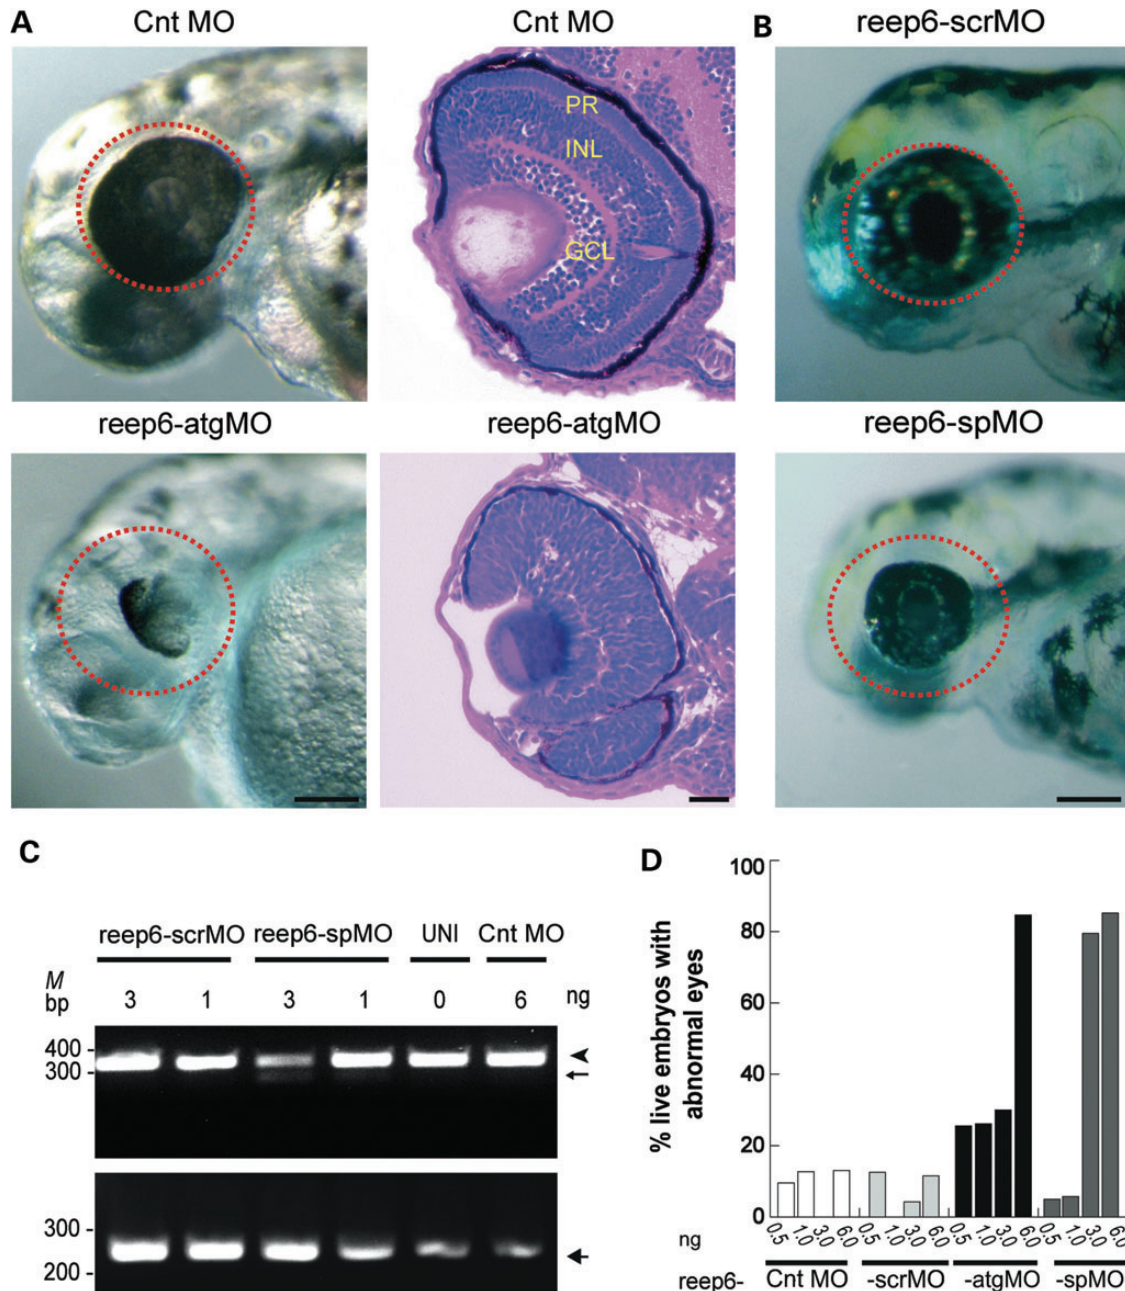 A
Cnt MO
B
reep6-scrMO
PR
INL
GCL
reep6-atgMO
reep6-atgMO
reep6-spMO
C
reep6-scrMO reep6-spMO UNI Cnt MO
M
bp 3 1 3 1 0 6 ng
400
300
300
200
D
% live embryos with
abnormal eyes
100
80
60
40
20
0
ng 0.5 1.0 3.0 6.0 0.5 1.0 3.0 6.0 0.5 1.0 3.0 6.0 0.5 1.0 3.0 6.0
reep6- Cnt MO -scrMO -atgMO -spMO